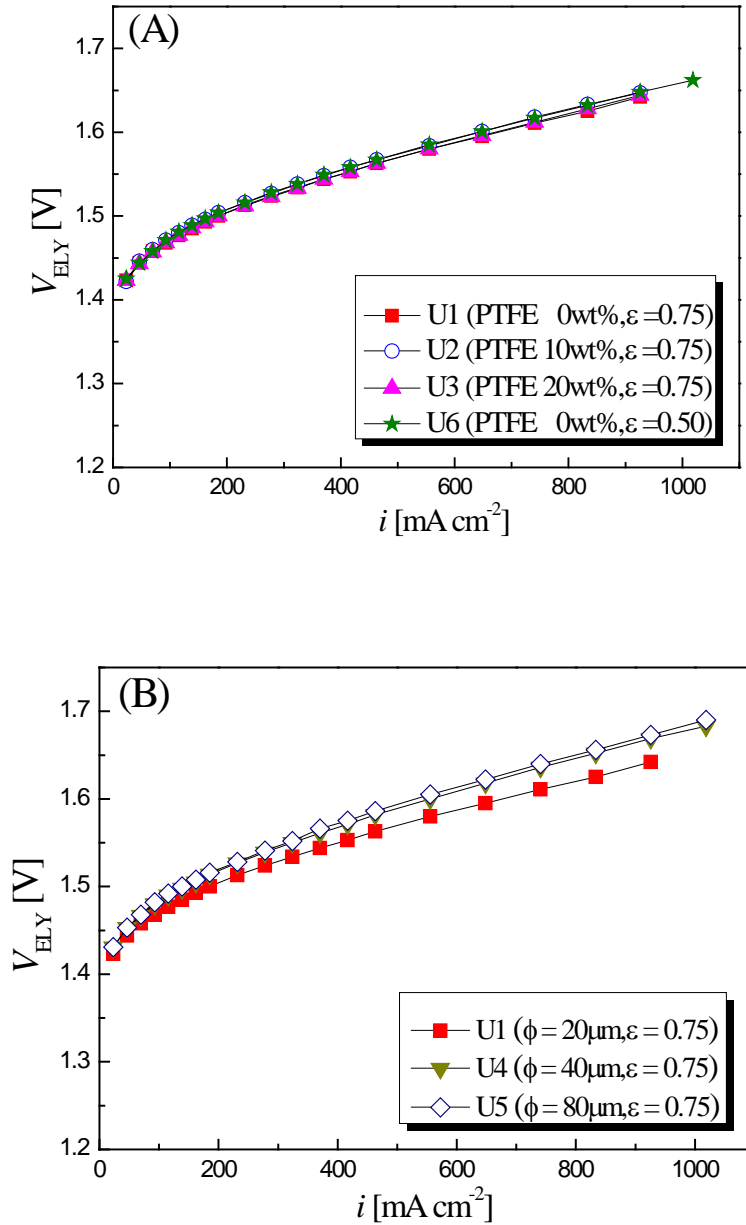 (A)
1.7
1.6
1.5
1.4
1.3
1.2
V_ELY [V]
U1 (PTFE 0wt%,ε=0.75)
U2 (PTFE 10wt%,ε=0.75)
U3 (PTFE 20wt%,ε=0.75)
U6 (PTFE 0wt%,ε=0.50)
0 200 400 600 800 1000
i [mA cm⁻²]
(B)
1.7
1.6
1.5
1.4
1.3
1.2
V_ELY [V]
U1 (ϕ = 20μm,ε = 0.75)
U4 (ϕ = 40μm,ε = 0.75)
U5 (ϕ = 80μm,ε = 0.75)
0 200 400 600 800 1000
i [mA cm⁻²]